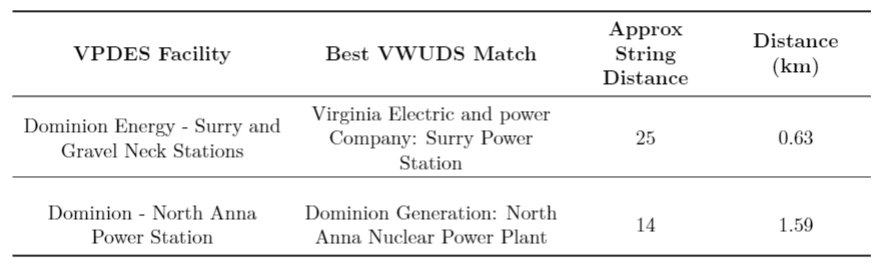 VPDES Facility
Best VWUDS Match
Approx
String
Distance
Distance
(km)
Dominion Energy - Surry and
Gravel Neck Stations
Virginia Electric and power
Company: Surry Power
Station
25
0.63
Dominion - North Anna
Power Station
Dominion Generation: North
Anna Nuclear Power Plant
14
1.59